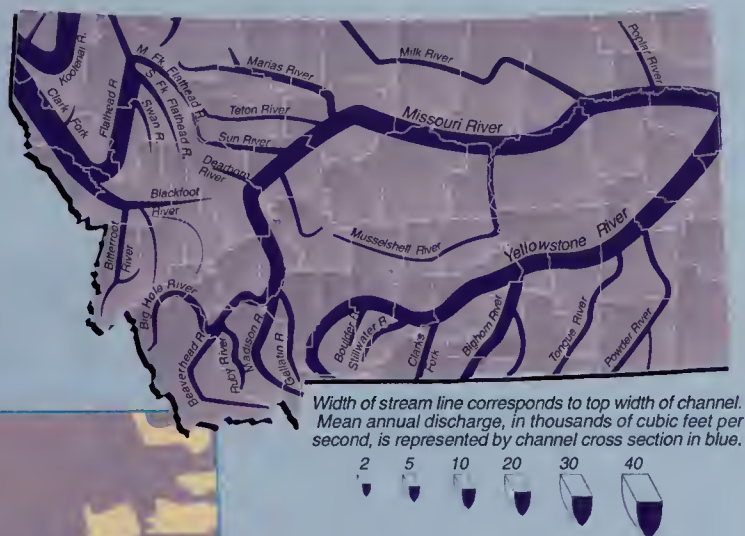 Kootenai R.
Clark
Fork
Flathead R.
M. Fk Flathead R.
S. Fk Flathead R.
Swan R.
Marias River
Teton River
Sun River
Dearborn
River
Milk River
Poplar River
Missouri River
Blackfoot
River
Bitterroot
River
Musselshell River
Yellowstone River
Big Hole River
Beaverhead R.
Ruby River
Madison R.
Gallatin R.
Boulder R.
Stillwater R.
Clarks
Fork
Bighorn River
Tongue River
Powder River
Width of stream line corresponds to top width of channel.
Mean annual discharge, in thousands of cubic feet per
second, is represented by channel cross section in blue.
2 5 10 20 30 40